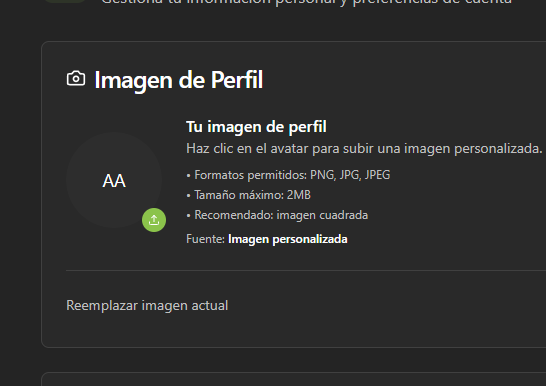 Gestiona tu información personal y preferencias de cuenta
Imagen de Perfil
Tu imagen de perfil
Haz clic en el avatar para subir una imagen personalizada.
AA
• Formatos permitidos: PNG, JPG, JPEG
• Tamaño máximo: 2MB
• Recomendado: imagen cuadrada
Fuente: Imagen personalizada
Reemplazar imagen actual